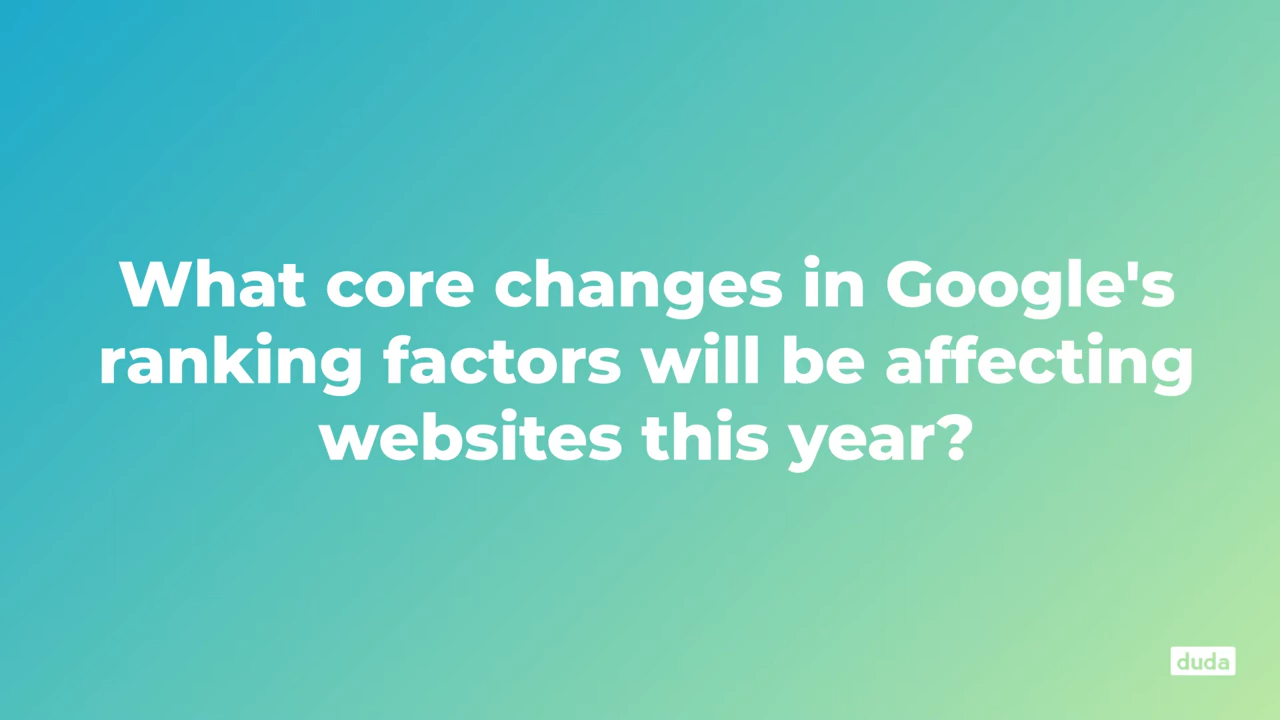 What core changes in Google's
ranking factors will be affecting
websites this year?
duda